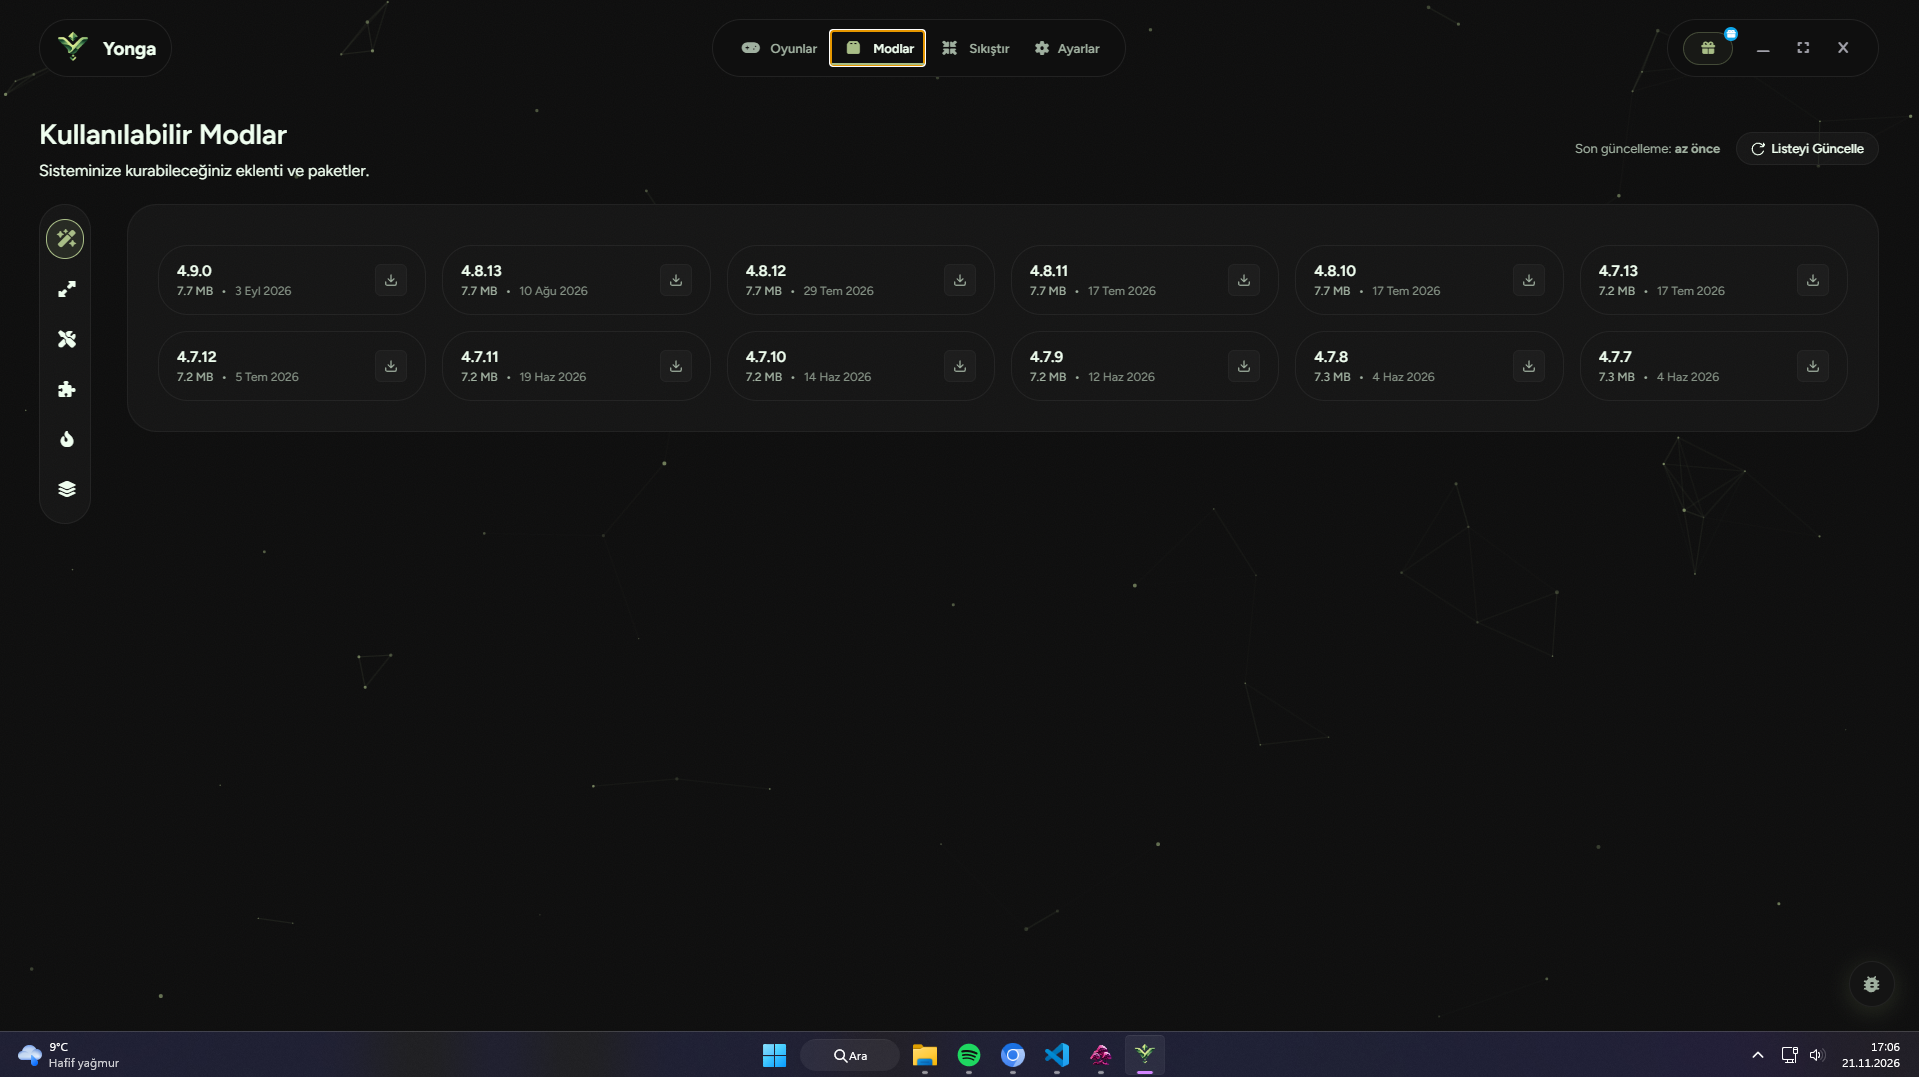 Yonga
Oyunlar
Modlar
Sıkıştır
Ayarlar
Kullanılabilir Modlar
Sisteminize kurabileceğiniz eklenti ve paketler.
Son güncelleme: az önce
Listeyi Güncelle
4.9.0
7.7 MB • 3 Eyl 2026
4.8.13
7.7 MB • 10 Ağu 2026
4.8.12
7.7 MB • 29 Tem 2026
4.8.11
7.7 MB • 17 Tem 2026
4.8.10
7.7 MB • 17 Tem 2026
4.7.13
7.2 MB • 17 Tem 2026
4.7.12
7.2 MB • 5 Tem 2026
4.7.11
7.2 MB • 19 Haz 2026
4.7.10
7.2 MB • 14 Haz 2026
4.7.9
7.2 MB • 12 Haz 2026
4.7.8
7.3 MB • 4 Haz 2026
4.7.7
7.3 MB • 4 Haz 2026
9°C
Hafif yağmur
Ara
17:06
21.11.2026